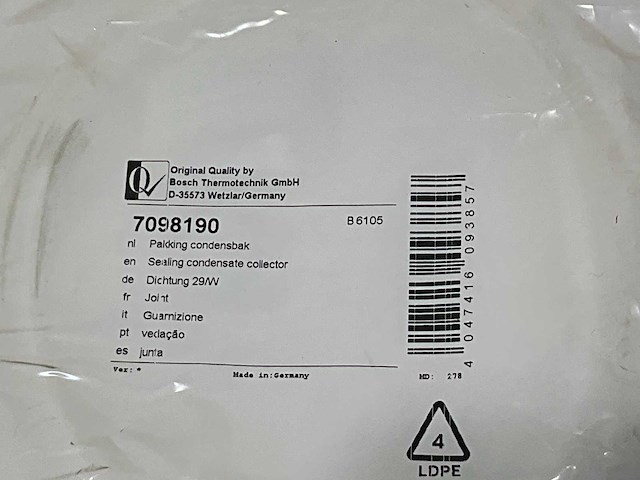 Original Quality by
Bosch Thermotechnik GmbH
D-35573 Wetzlar/Germany
7098190 B6105
nl Pakking condensbak
en Sealing condensate collector
de Dichtung 29/W
fr Joint
it Guarnizione
pt vedação
es junta
Ver: *
Made in:Germany
MD: 278
4 047416 093857
4
LDPE